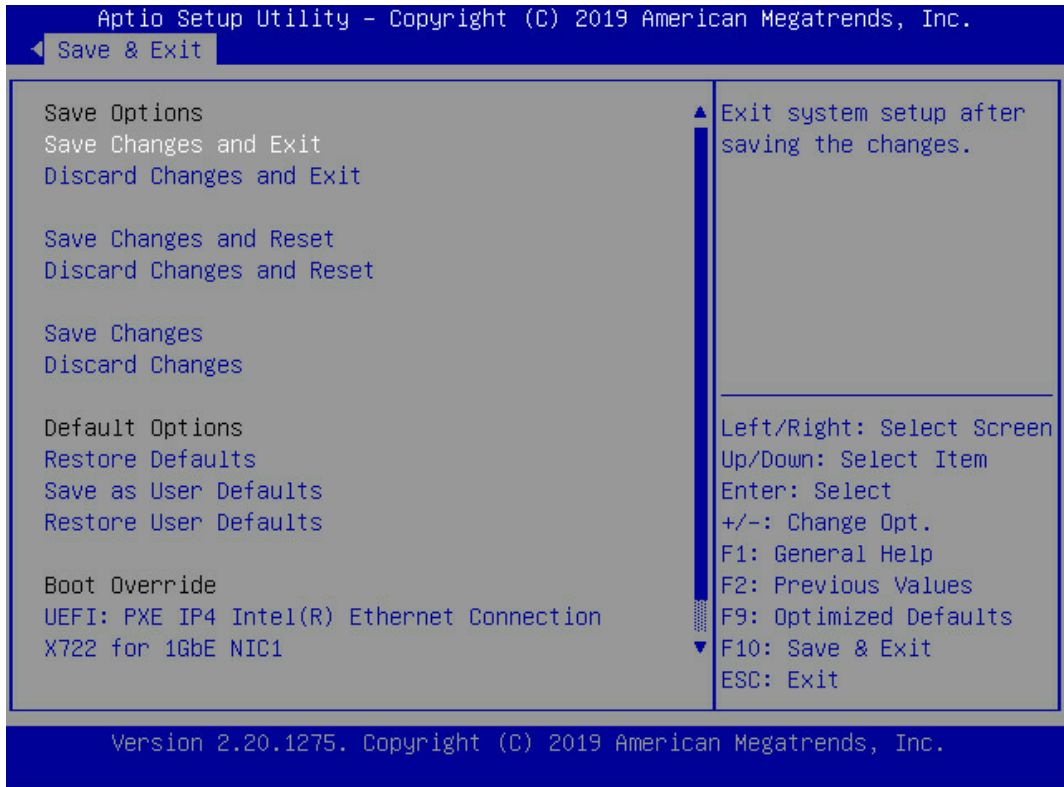 Aptio Setup Utility – Copyright (C) 2019 American Megatrends, Inc.
Save & Exit
Save Options
Save Changes and Exit
Discard Changes and Exit
Save Changes and Reset
Discard Changes and Reset
Save Changes
Discard Changes
Default Options
Restore Defaults
Save as User Defaults
Restore User Defaults
Boot Override
UEFI: PXE IP4 Intel(R) Ethernet Connection
X722 for 1GbE NIC1
Exit system setup after
saving the changes.
Left/Right: Select Screen
Up/Down: Select Item
Enter: Select
+/-: Change Opt.
F1: General Help
F2: Previous Values
F9: Optimized Defaults
F10: Save & Exit
ESC: Exit
Version 2.20.1275. Copyright (C) 2019 American Megatrends, Inc.